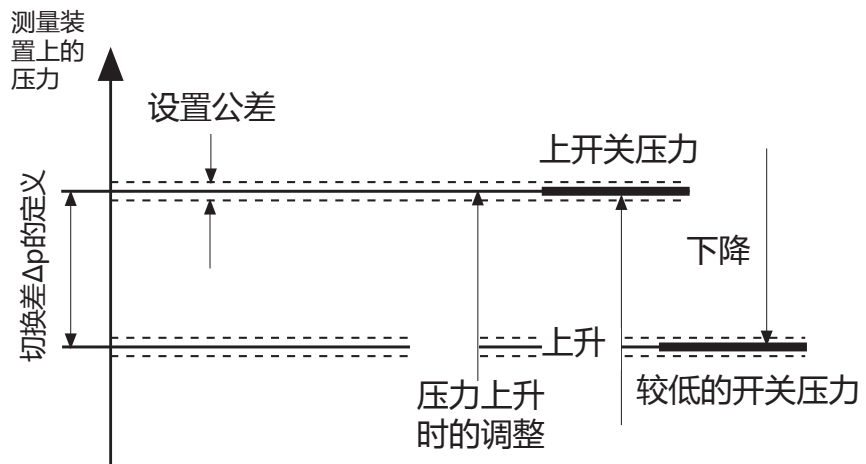 测量装
置上的
压力
设置公差
上开关压力
切换差Δp的定义
下降
上升
压力上升
时的调整
较低的开关压力